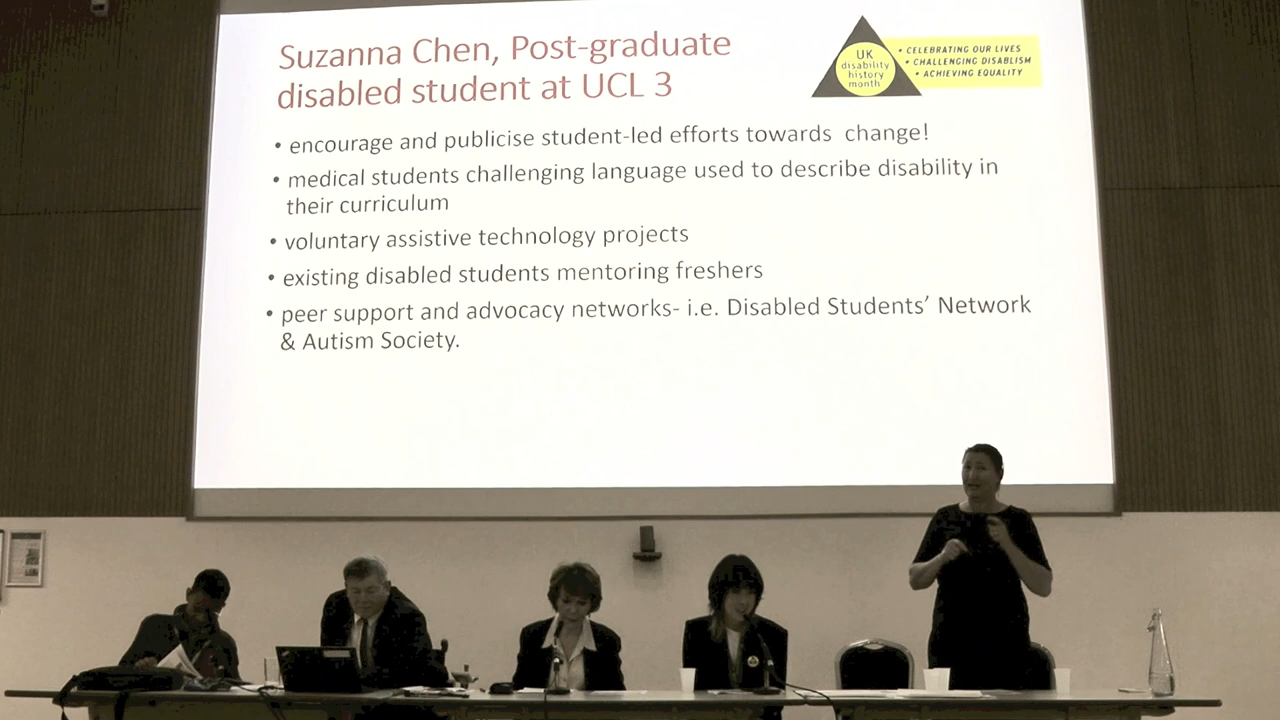 Suzanna Chen, Post-graduate
disabled student at UCL 3
UK
disability
history
month
• CELEBRATING OUR LIVES
• CHALLENGING DISABLISM
• ACHIEVING EQUALITY
• encourage and publicise student-led efforts towards  change!
• medical students challenging language used to describe disability in
their curriculum
• voluntary assistive technology projects
• existing disabled students mentoring freshers
• peer support and advocacy networks- i.e. Disabled Students’ Network
& Autism Society.